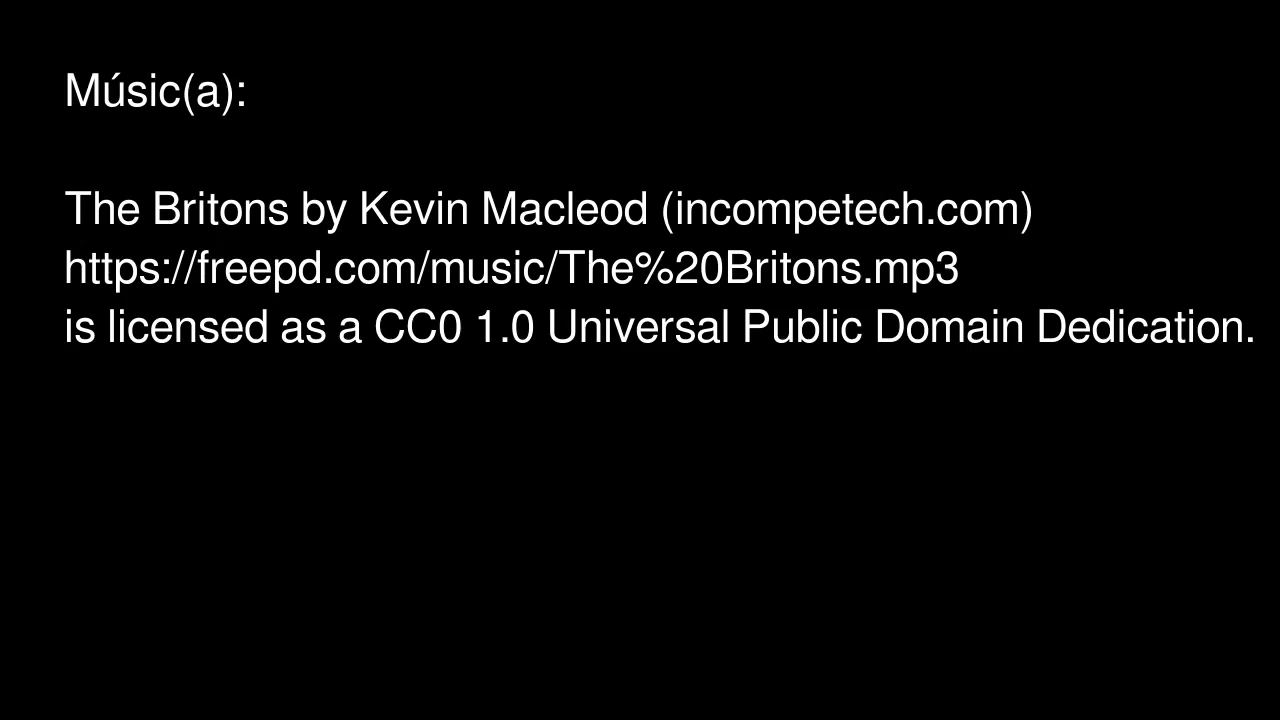 Músic(a):
The Britons by Kevin Macleod (incompetech.com)
https://freepd.com/music/The%20Britons.mp3
is licensed as a CC0 1.0 Universal Public Domain Dedication.